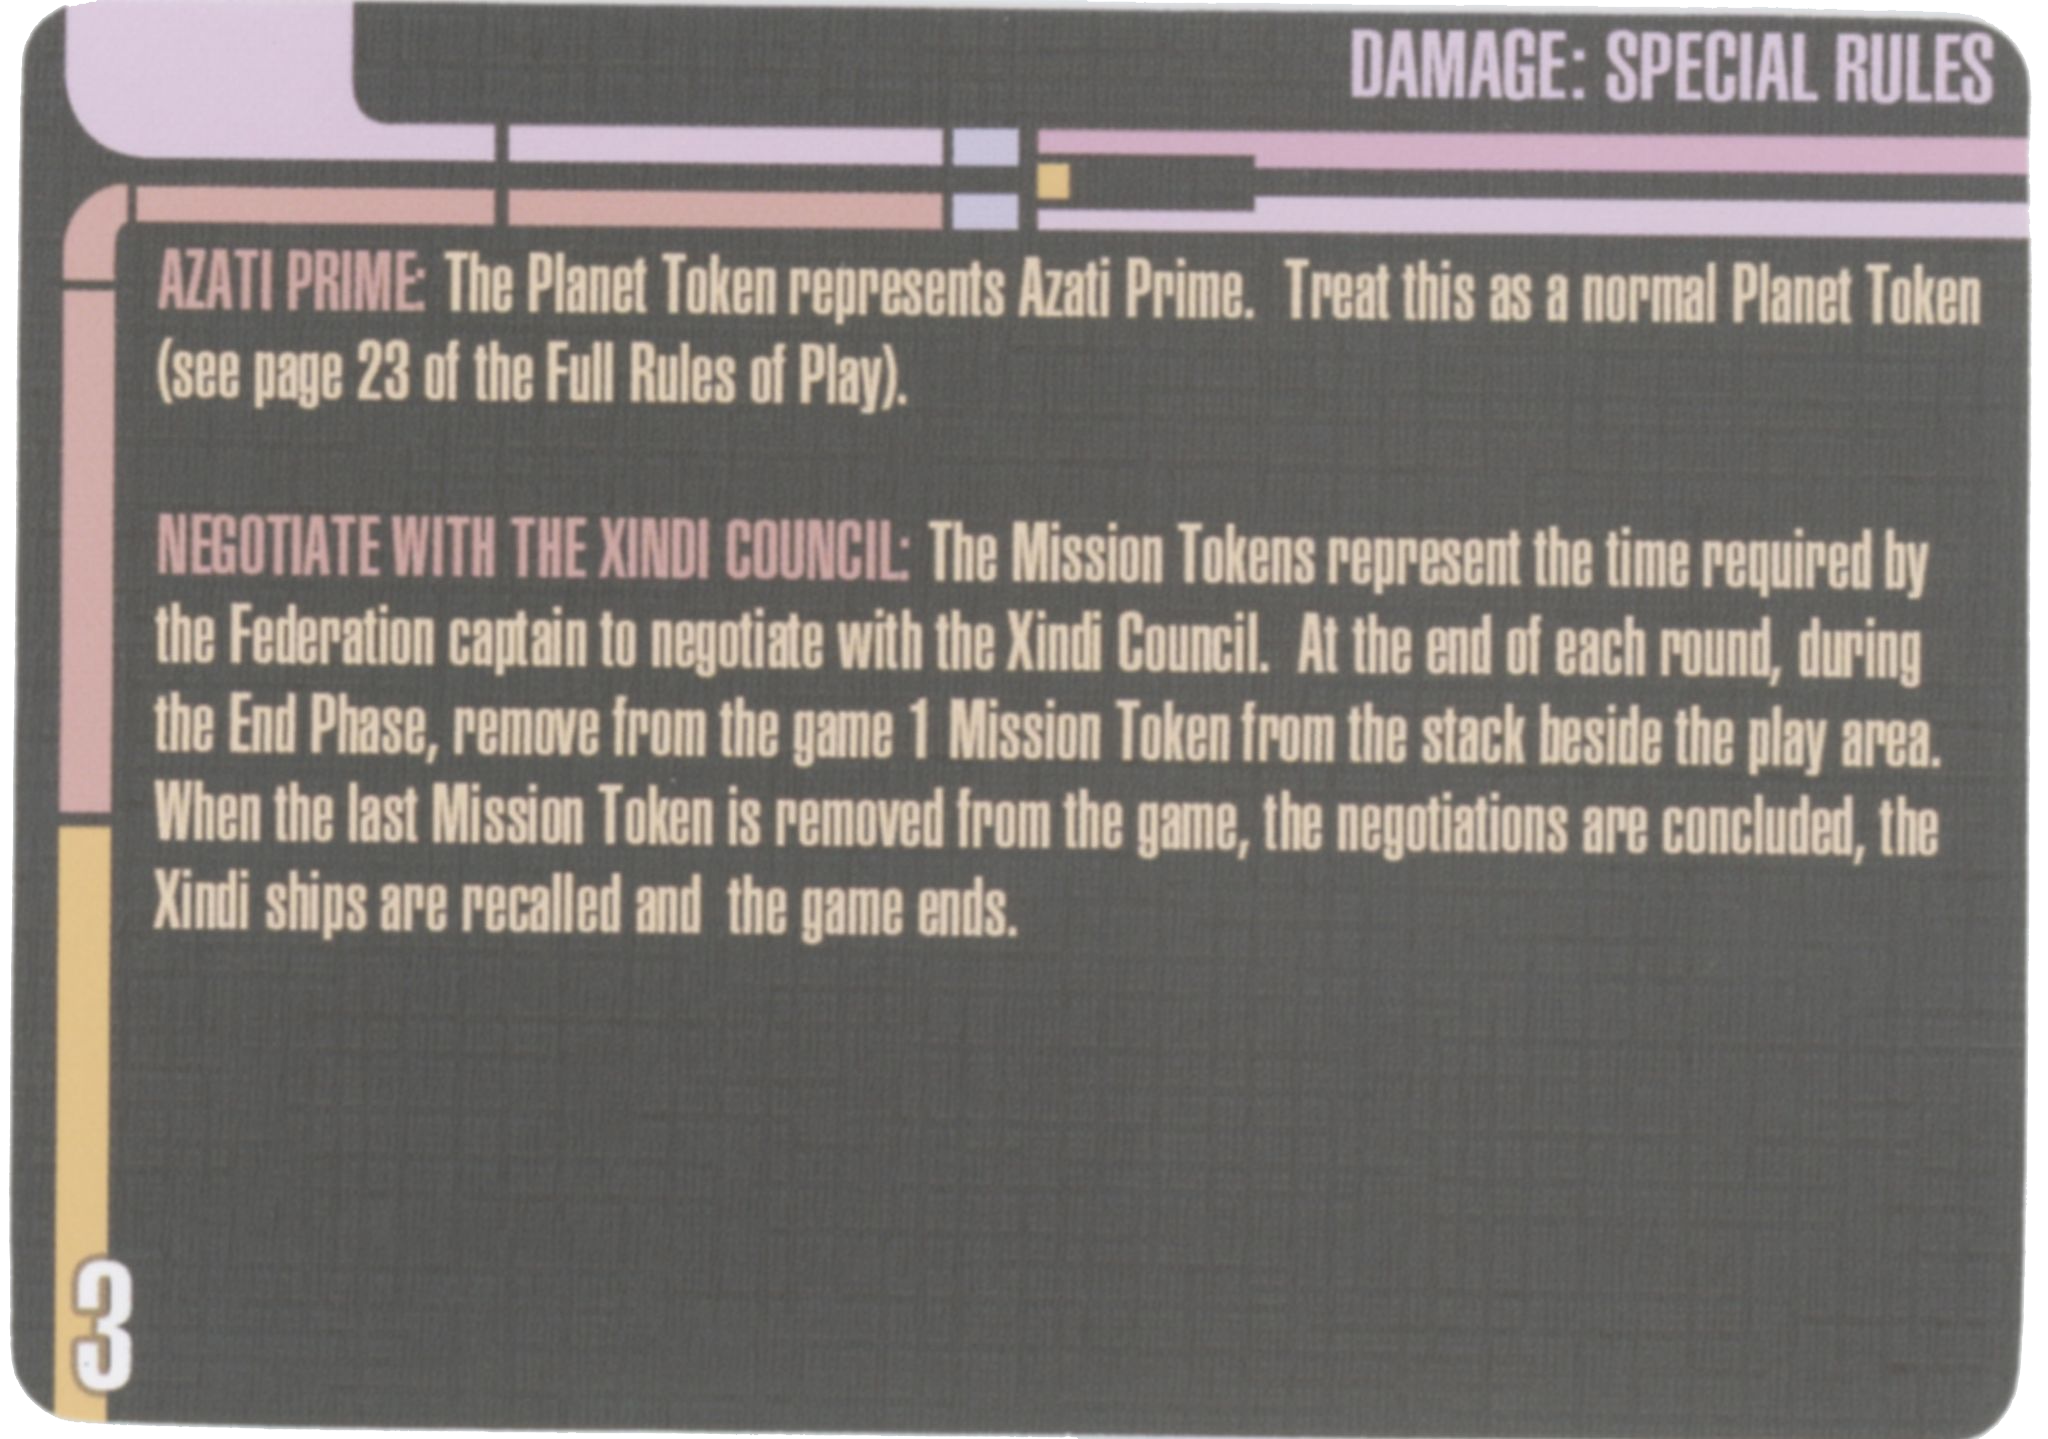 DAMAGE: SPECIAL RULES
AZATI PRIME: The Planet Token represents Azati Prime.  Treat this as a normal Planet Token
(see page 23 of the Full Rules of Play).
NEGOTIATE WITH THE XINDI COUNCIL: The Mission Tokens represent the time required by
the Federation captain to negotiate with the Xindi Council.  At the end of each round, during
the End Phase, remove from the game 1 Mission Token from the stack beside the play area.
When the last Mission Token is removed from the game, the negotiations are concluded, the
Xindi ships are recalled and  the game ends.
3